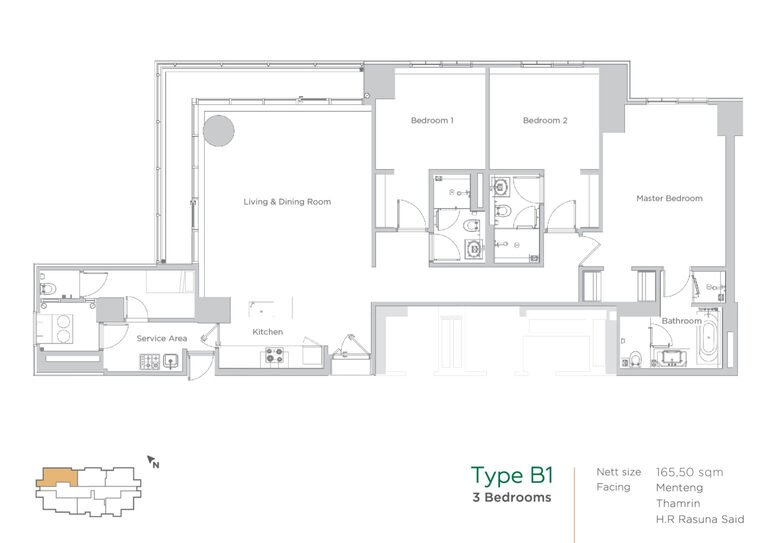 Bedroom 1
Bedroom 2
Living & Dining Room
Master Bedroom
Kitchen
Service Area
Bathroom
N
Type B1
3 Bedrooms
Nett size 165,50 sqm
Facing Menteng
Thamrin
H.R Rasuna Said